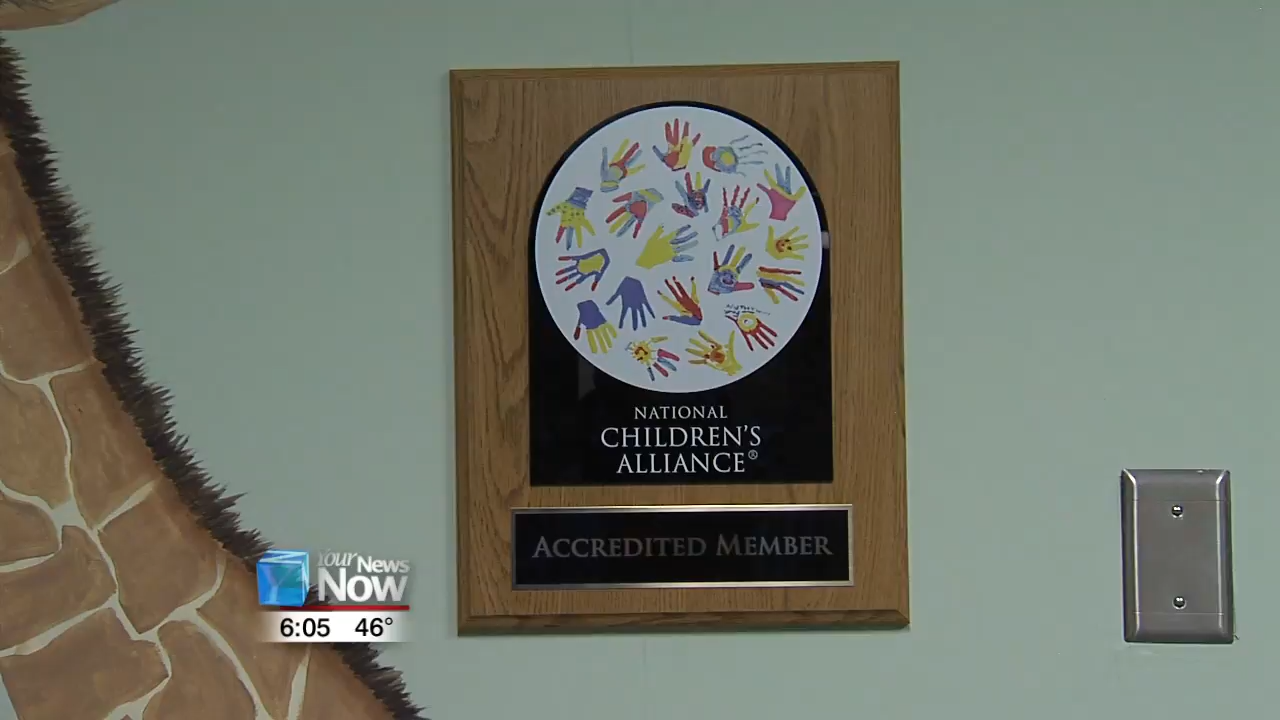 NATIONAL
CHILDREN'S
ALLIANCE®
ACCREDITED MEMBER
Your News
Now
6:05 46°